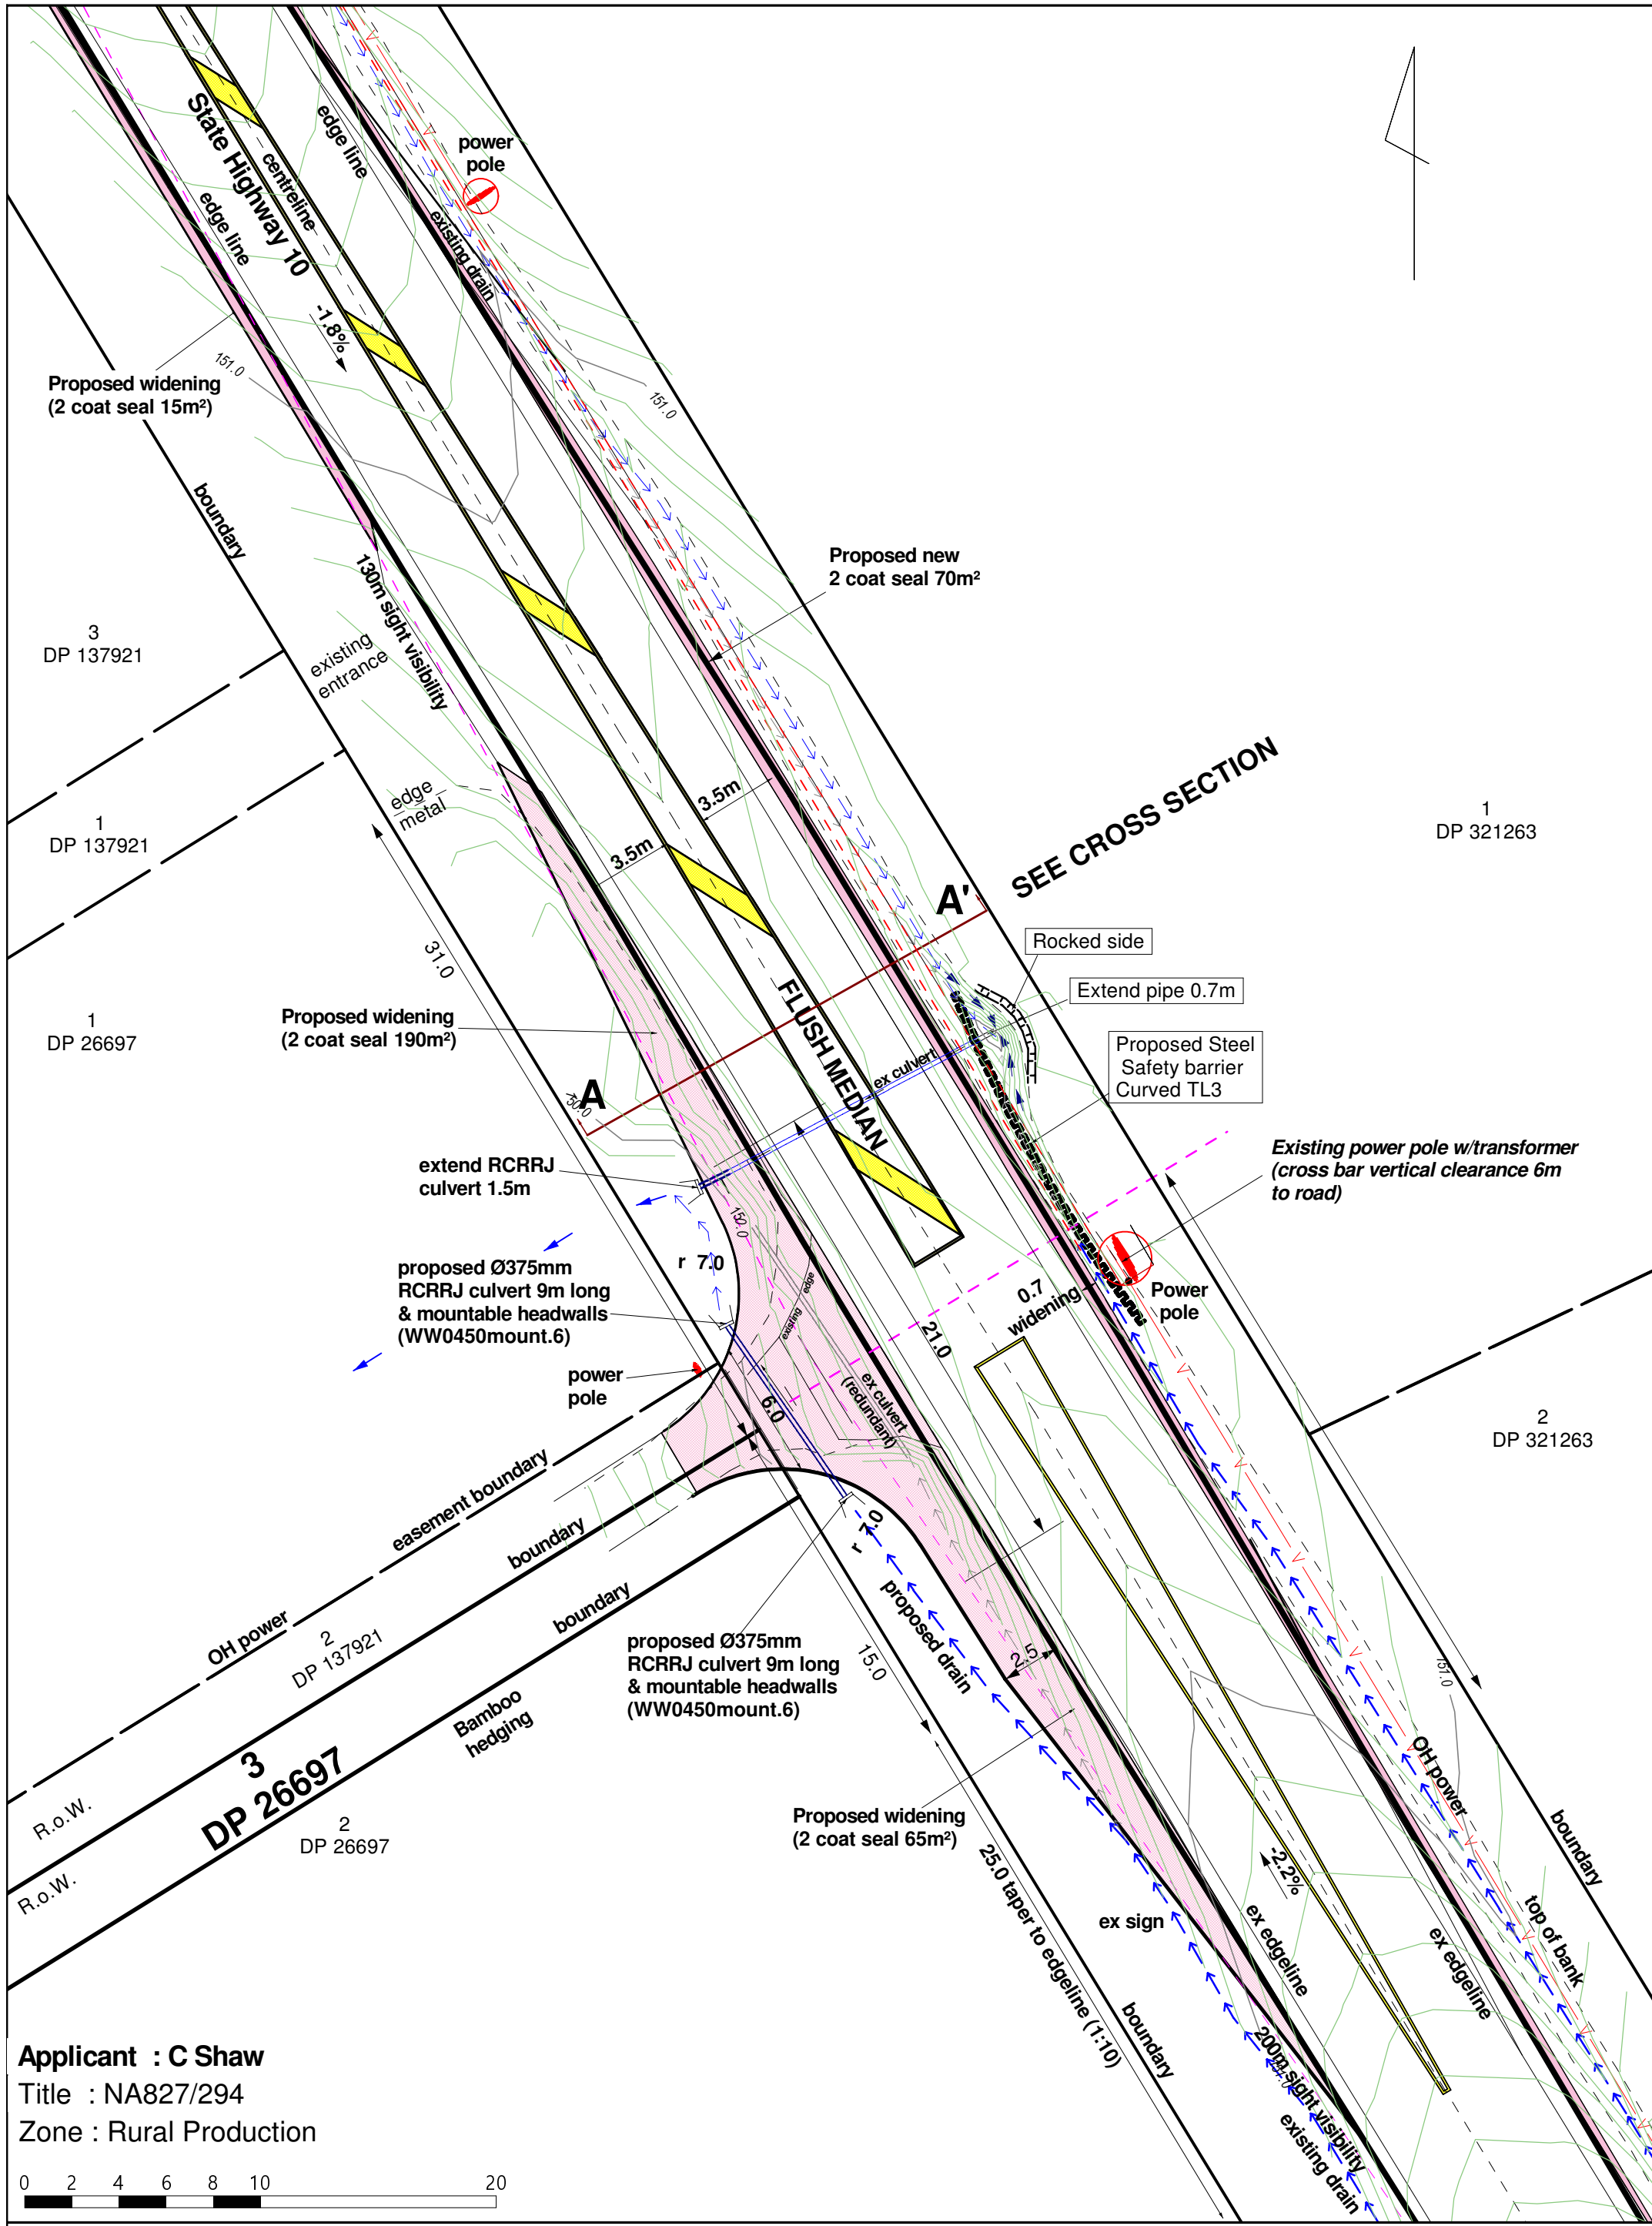 power
pole
edge line
State Highway 10
centreline
edge line
existing drain
-1.8%
151.0
151.0
Proposed widening
(2 coat seal 15m²)
boundary
130m sight visibility
Proposed new
2 coat seal 70m²
3
DP 137921
existing
entrance
edge
metal
3.5m
3.5m
1
DP 137921
SEE CROSS SECTION
1
DP 321263
A'
Rocked side
Extend pipe 0.7m
31.0
Proposed widening
(2 coat seal 190m²)
1
DP 26697
FLUSH MEDIAN
ex culvert
Proposed Steel
Safety barrier
Curved TL3
A
150.0
extend RCRRJ
culvert 1.5m
Existing power pole w/transformer
(cross bar vertical clearance 6m
to road)
150.0
r 7.0
proposed Ø375mm
RCRRJ culvert 9m long
& mountable headwalls
(WW0450mount.6)
existing edge
0.7
widening
Power
pole
21.0
power
pole
6.0
ex culvert
(redundant)
2
DP 321263
easement boundary
boundary
r 7.0
boundary
proposed drain
OH power
2
DP 137921
proposed Ø375mm
RCRRJ culvert 9m long
& mountable headwalls
(WW0450mount.6)
15.0
2.5
151.0
Bamboo
hedging
OH power
3
DP 26697
R.o.W.
2
DP 26697
Proposed widening
(2 coat seal 65m²)
boundary
R.o.W.
25.0 taper to edgeline (1:10)
-2.2%
ex sign
ex edgeline
ex edgeline
top of bank
boundary
200m sight visibility
existing drain
Applicant : C Shaw
Title : NA827/294
Zone : Rural Production
0 2 4 6 8 10 20